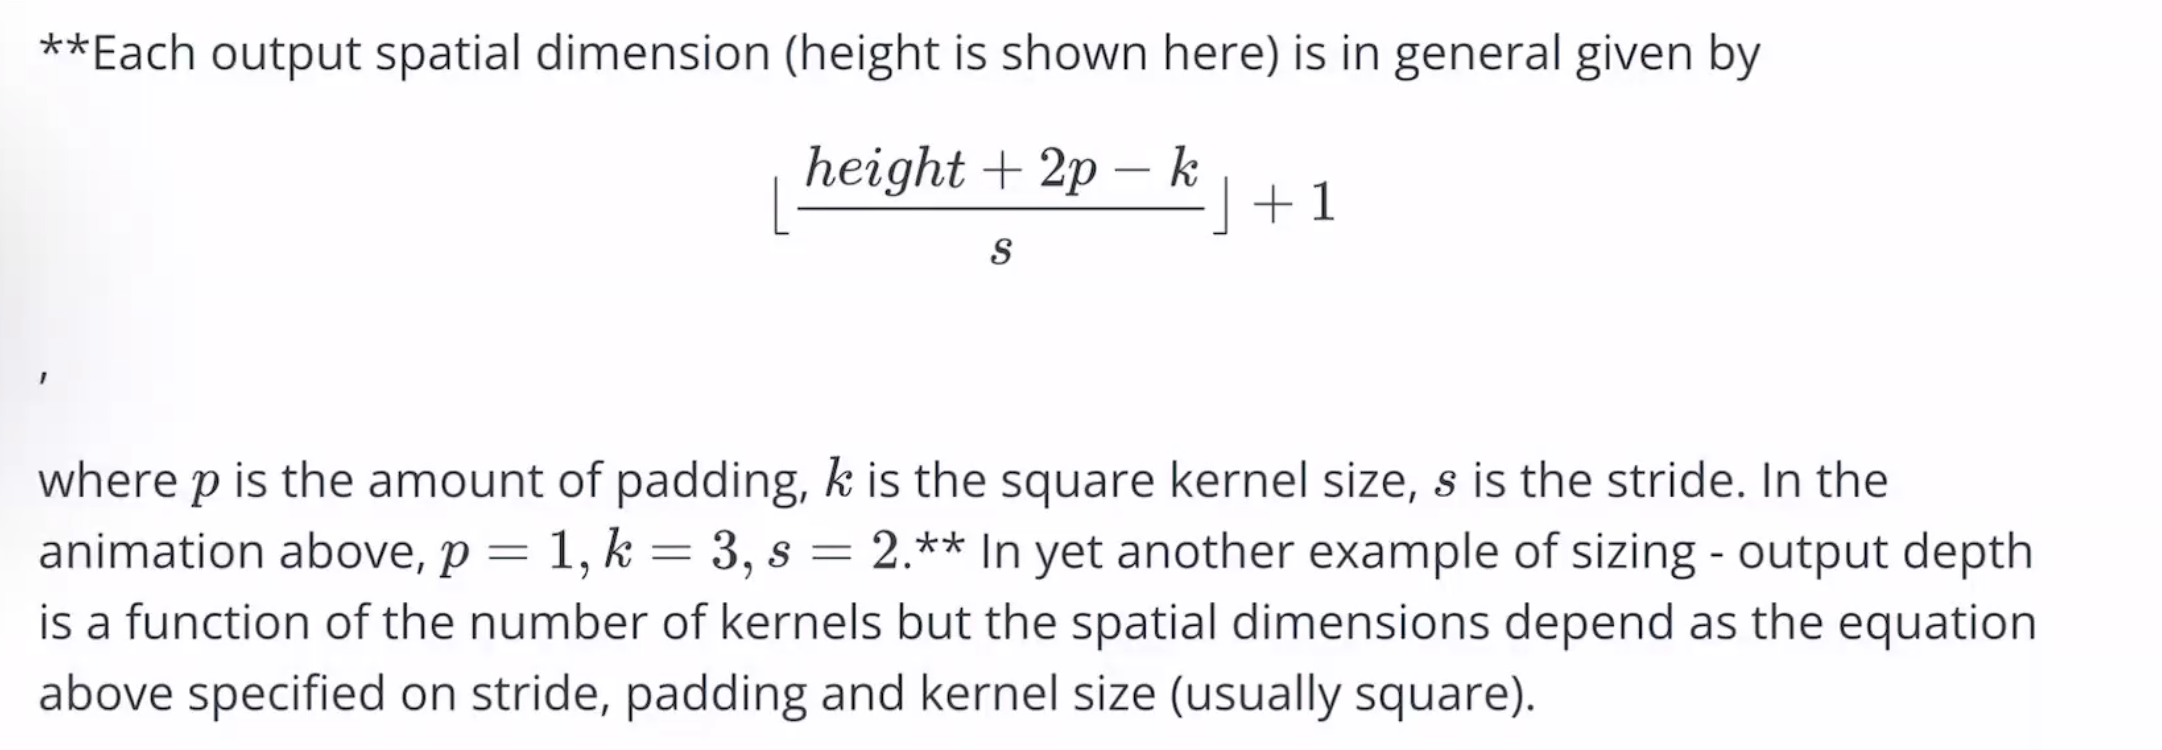 **Each output spatial dimension (height is shown here) is in general given by
⌊ (height + 2p − k) / s ⌋ + 1
,
where p is the amount of padding, k is the square kernel size, s is the stride. In the
animation above, p = 1, k = 3, s = 2.** In yet another example of sizing - output depth
is a function of the number of kernels but the spatial dimensions depend as the equation
above specified on stride, padding and kernel size (usually square).